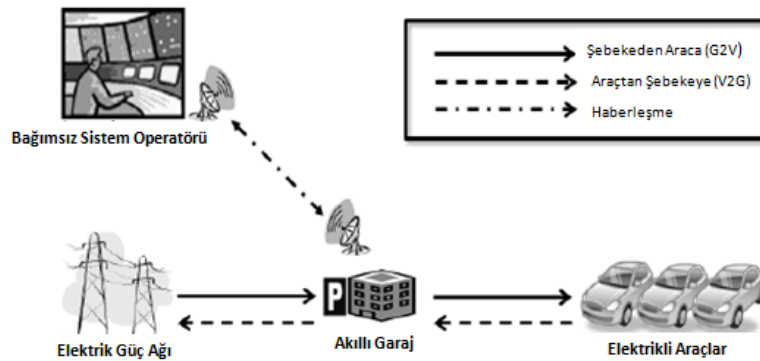 Şebekeden Araca (G2V)
Araçtan Şebekeye (V2G)
Haberleşme
Bağımsız Sistem Operatörü
P
Elektrik Güç Ağı
Akıllı Garaj
Elektrikli Araçlar